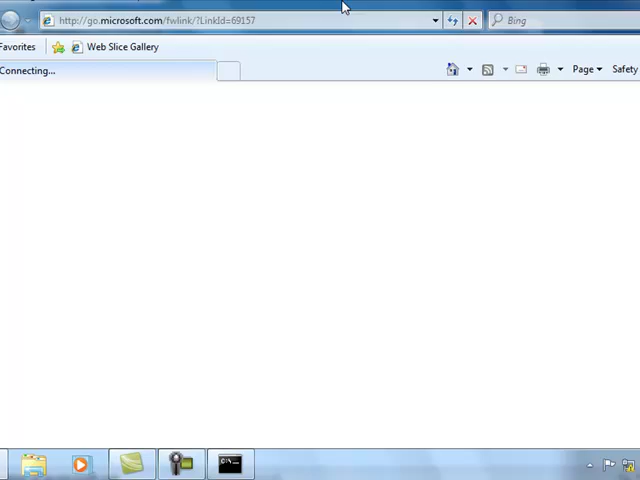 http://go.microsoft.com/fwlink/?LinkId=69157
Bing
Favorites
Web Slice Gallery
Connecting...
Page
Safety
C:\.